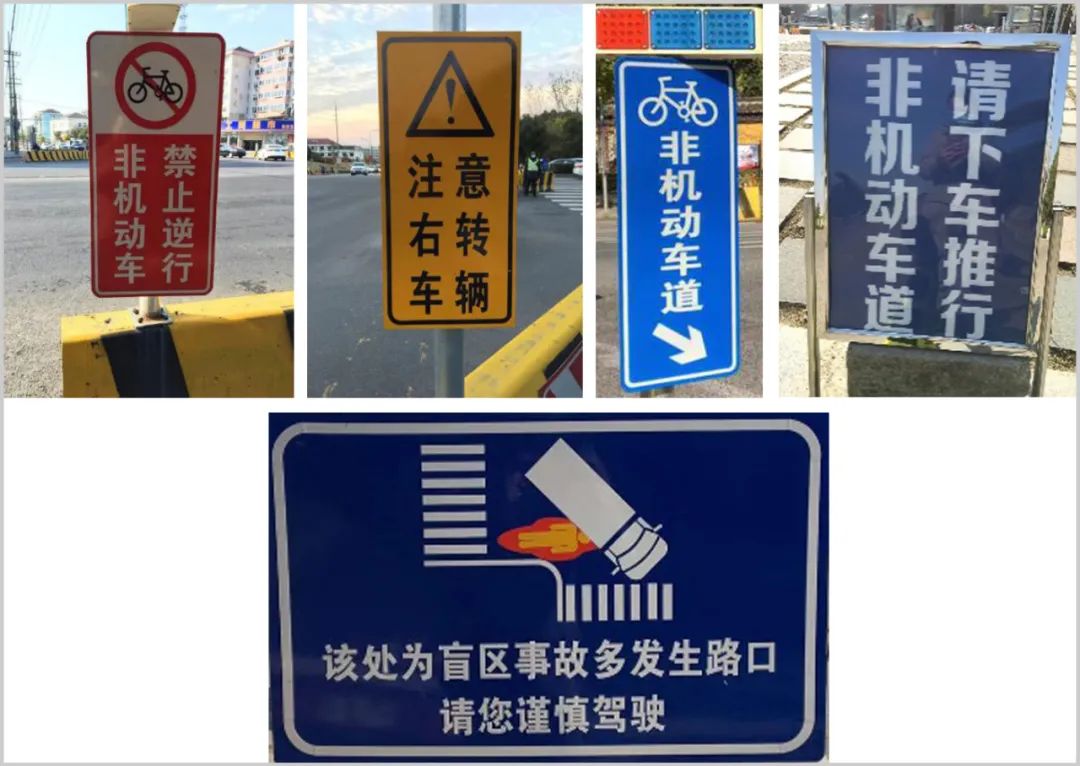 非机动车
禁止逆行
注意
右转
车辆
非机动车道
非机动车道
请下车推行
该处为盲区事故多发生路口
请您谨慎驾驶